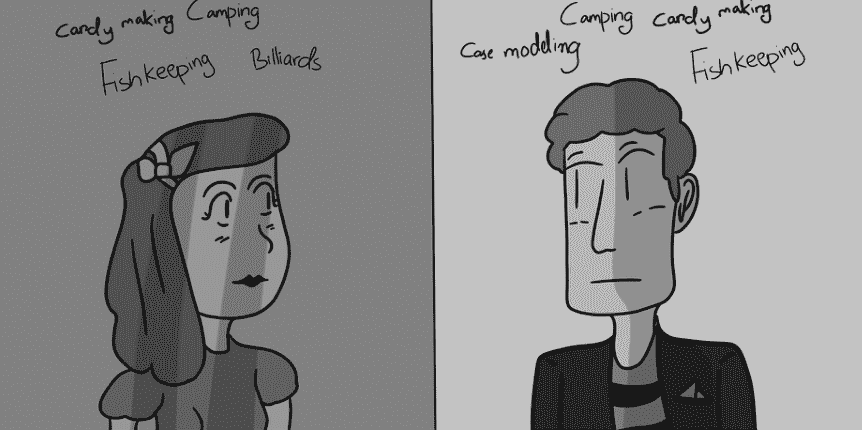 Candy making
Camping
Fishkeeping
Billiards
Camping
Candy making
Case modeling
Fishkeeping